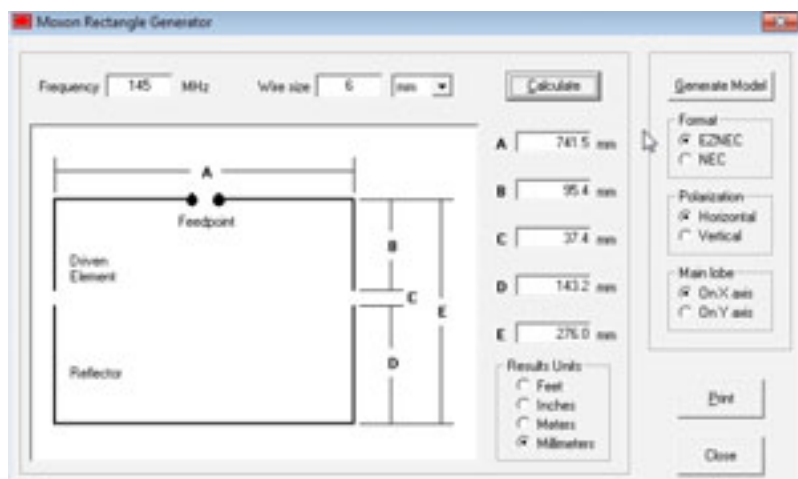 Moxon Rectangle Generator
Frequency 145 MHz Wire size 6 mm Calculate
Generate Model
Format
EZNEC
NEC
Polarization
Horizontal
Vertical
Main lobe
On X axis
On Y axis
A 741.5 mm
B 95.4 mm
C 37.4 mm
D 143.2 mm
E 276.0 mm
A
Feedpoint
Driven
Element
Reflector
B
C
E
D
Results Units
Feet
Inches
Meters
Millimeters
Print
Close